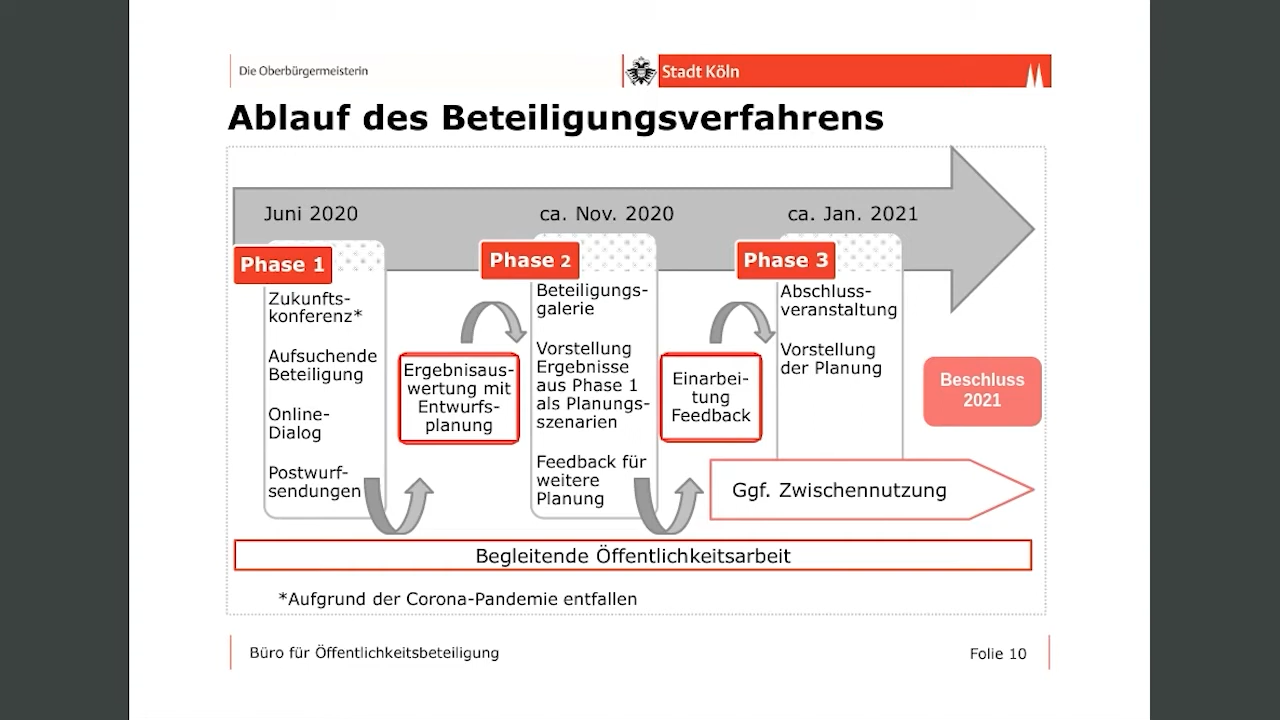 Die Oberbürgermeisterin
Stadt Köln
Ablauf des Beteiligungsverfahrens
Juni 2020
ca. Nov. 2020
ca. Jan. 2021
Phase 1
Zukunfts-
konferenz*
Aufsuchende
Beteiligung
Online-
Dialog
Postwurf-
sendungen
Ergebnisaus-
wertung mit
Entwurfs-
planung
Phase 2
Beteiligungs-
galerie
Vorstellung
Ergebnisse
aus Phase 1
als Planungs-
szenarien
Feedback für
weitere
Planung
Einarbei-
tung
Feedback
Phase 3
Abschluss-
veranstaltung
Vorstellung
der Planung
Beschluss
2021
Ggf. Zwischennutzung
Begleitende Öffentlichkeitsarbeit
*Aufgrund der Corona-Pandemie entfallen
Büro für Öffentlichkeitsbeteiligung
Folie 10